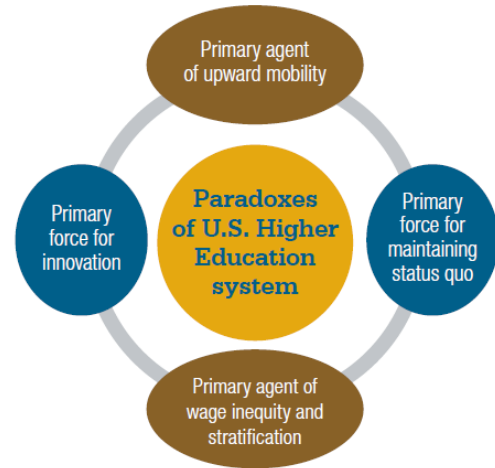 Primary agent
of upward mobility
Primary
force for
innovation
Paradoxes
of U.S. Higher
Education
system
Primary
force for
maintaining
status quo
Primary agent of
wage inequity and
stratification